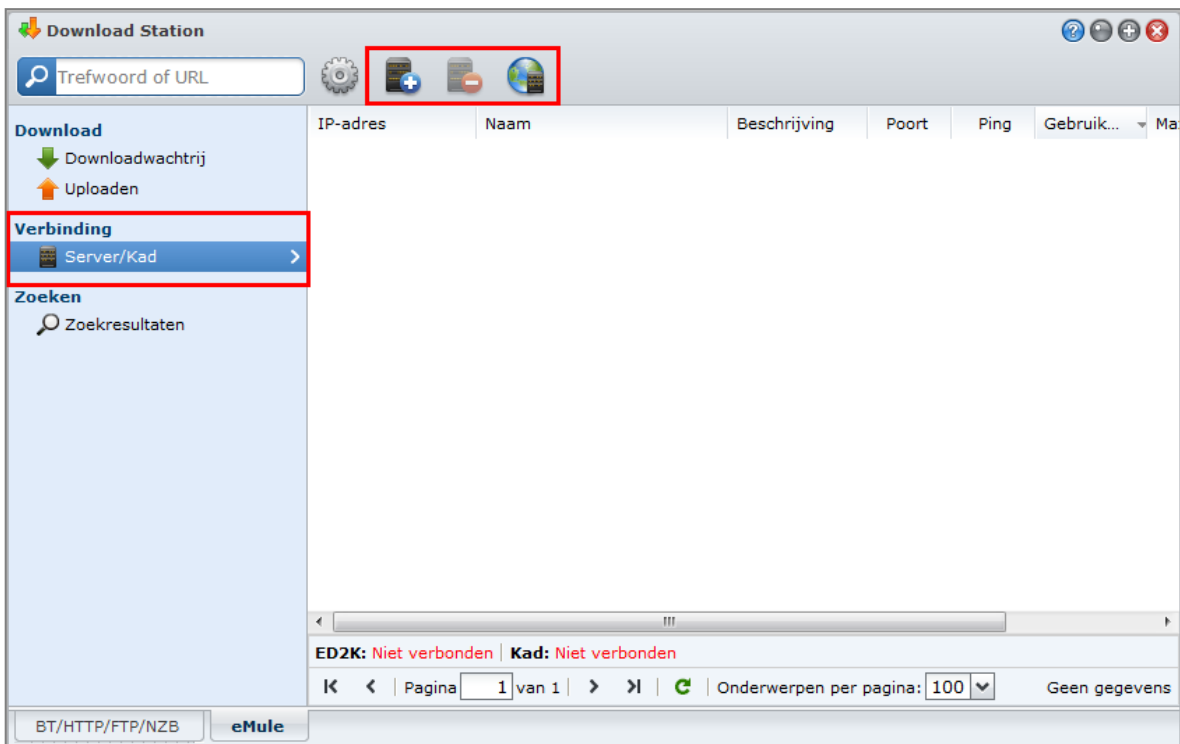 Download Station
Trefwoord of URL
Download
Downloadwachtrij
Uploaden
Verbinding
Server/Kad
Zoeken
Zoekresultaten
IP-adres Naam Beschrijving Poort Ping Gebruik... Ma
ED2K: Niet verbonden Kad: Niet verbonden
Pagina 1 van 1 Onderwerpen per pagina: 100 Geen gegevens
BT/HTTP/FTP/NZB eMule